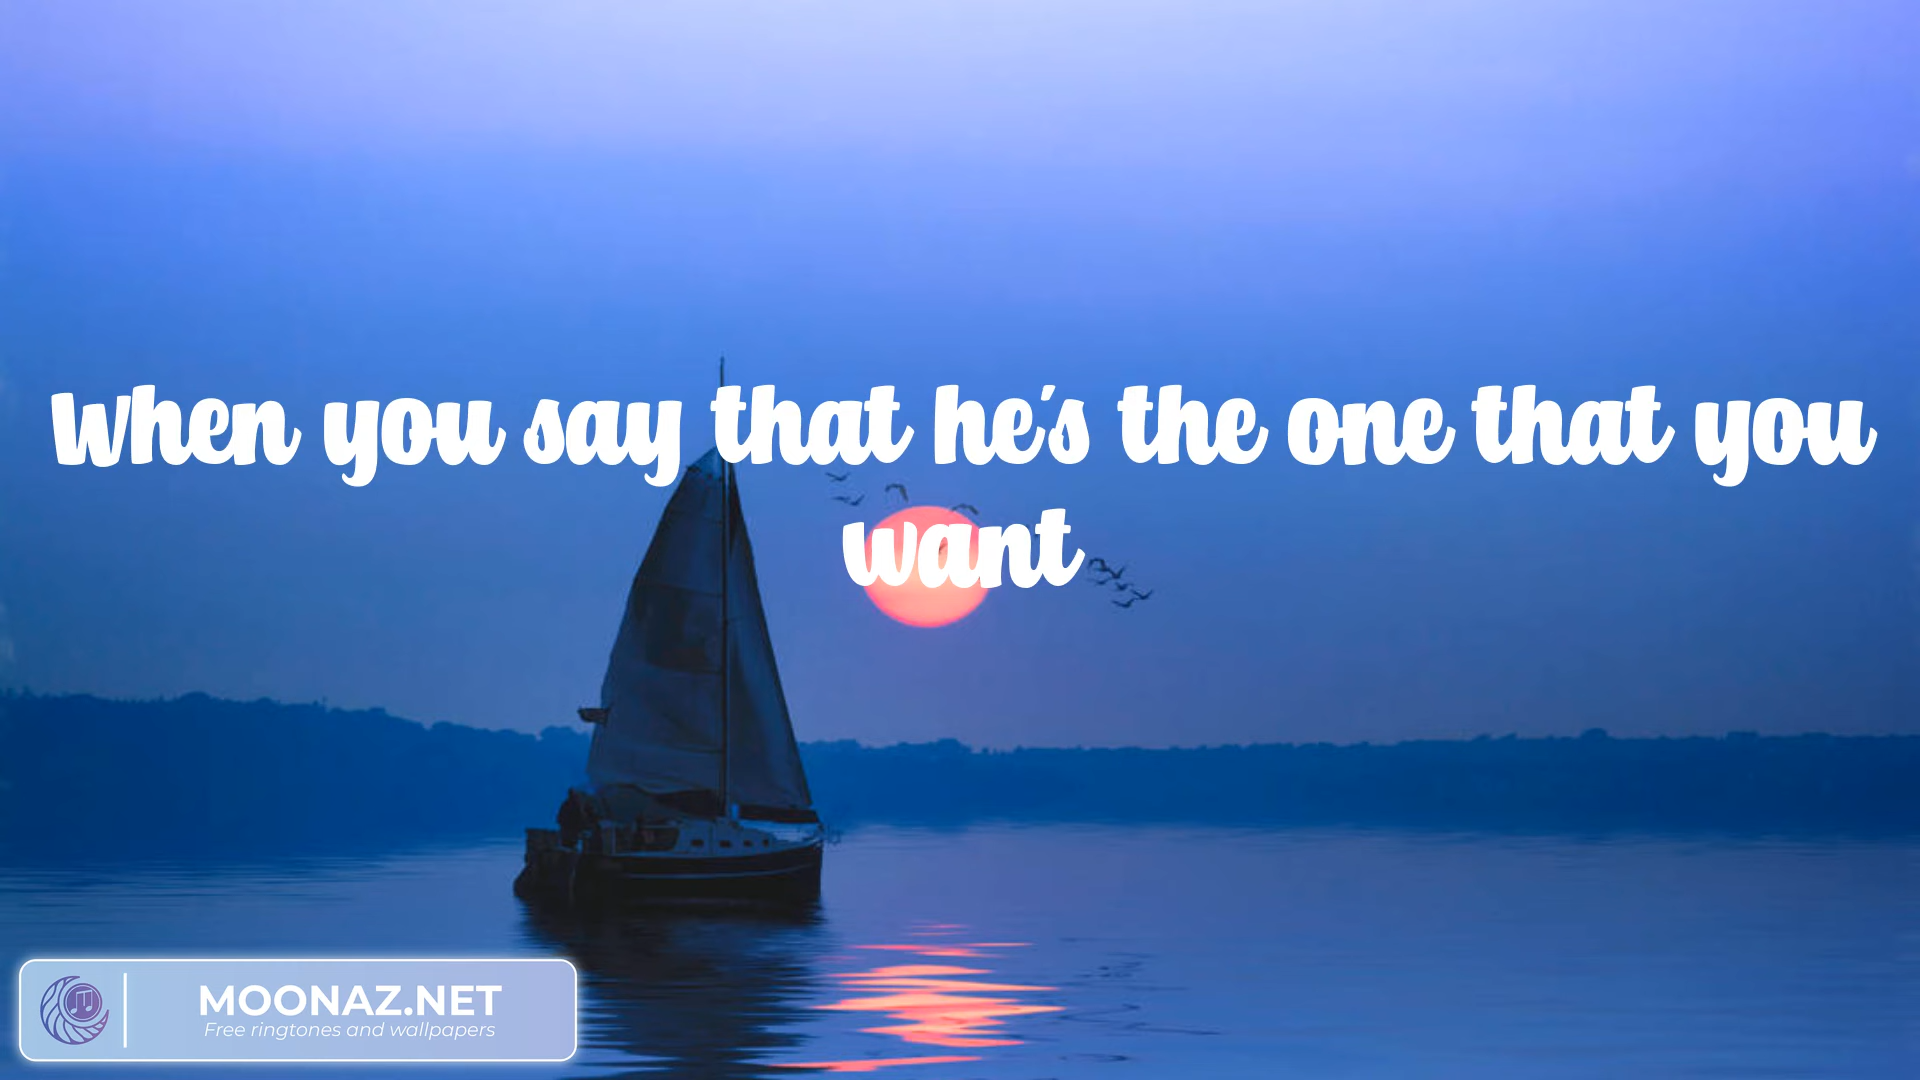 When you say that he's the one that you
want
MOONAZ.NET
Free ringtones and wallpapers